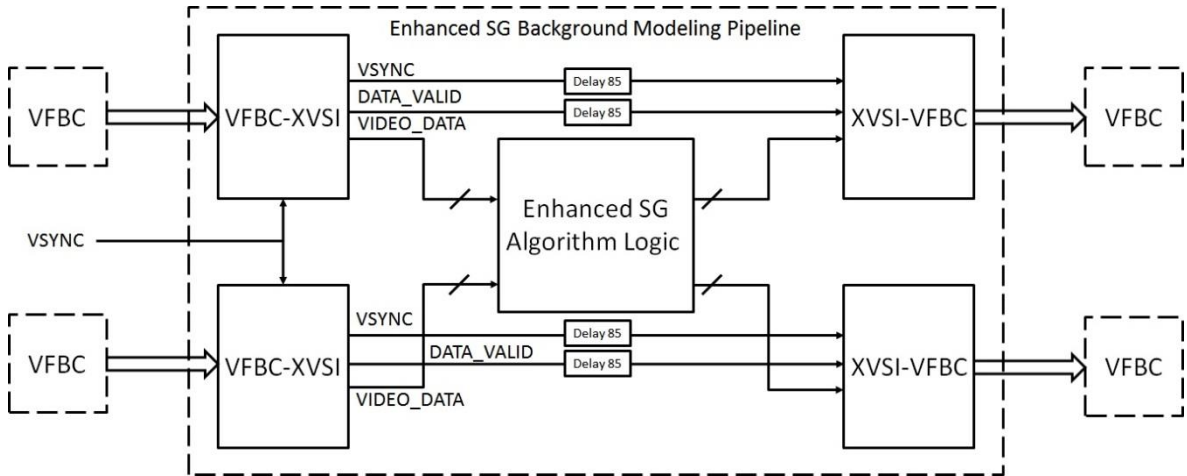 Enhanced SG Background Modeling Pipeline
VFBC
VFBC-XVSI
VSYNC
Delay 85
DATA_VALID
Delay 85
VIDEO_DATA
XVSI-VFBC
VFBC
Enhanced SG
Algorithm Logic
VSYNC
VFBC
VFBC-XVSI
VSYNC
Delay 85
DATA_VALID
Delay 85
VIDEO_DATA
XVSI-VFBC
VFBC